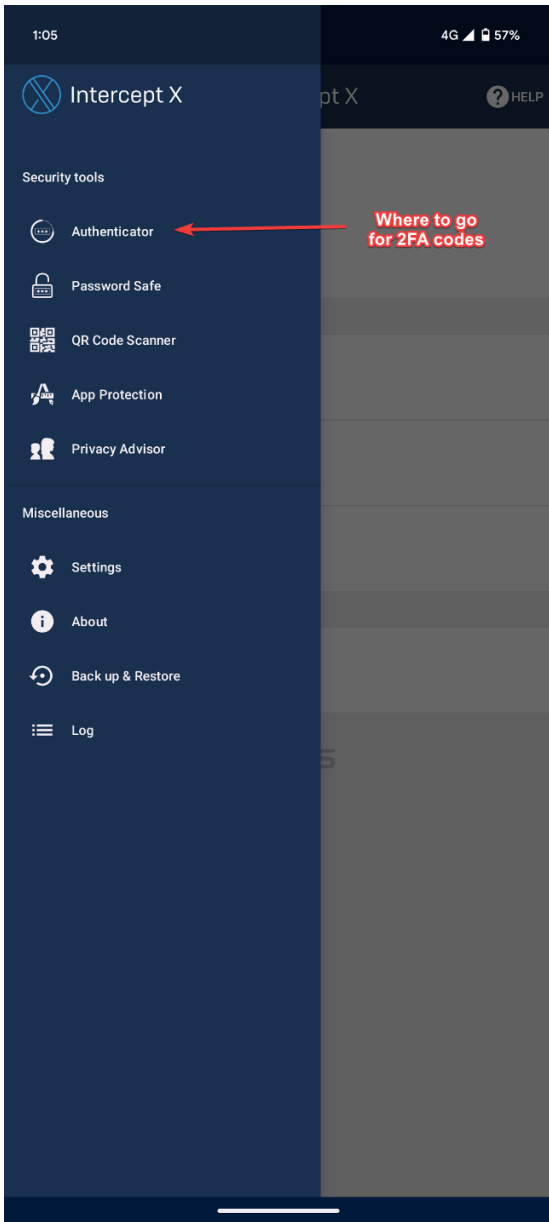 1:05
4G 57%
Intercept X
pt X
HELP
Security tools
Authenticator
Where to go
for 2FA codes
Password Safe
QR Code Scanner
App Protection
Privacy Advisor
Miscellaneous
Settings
About
Back up & Restore
Log
S